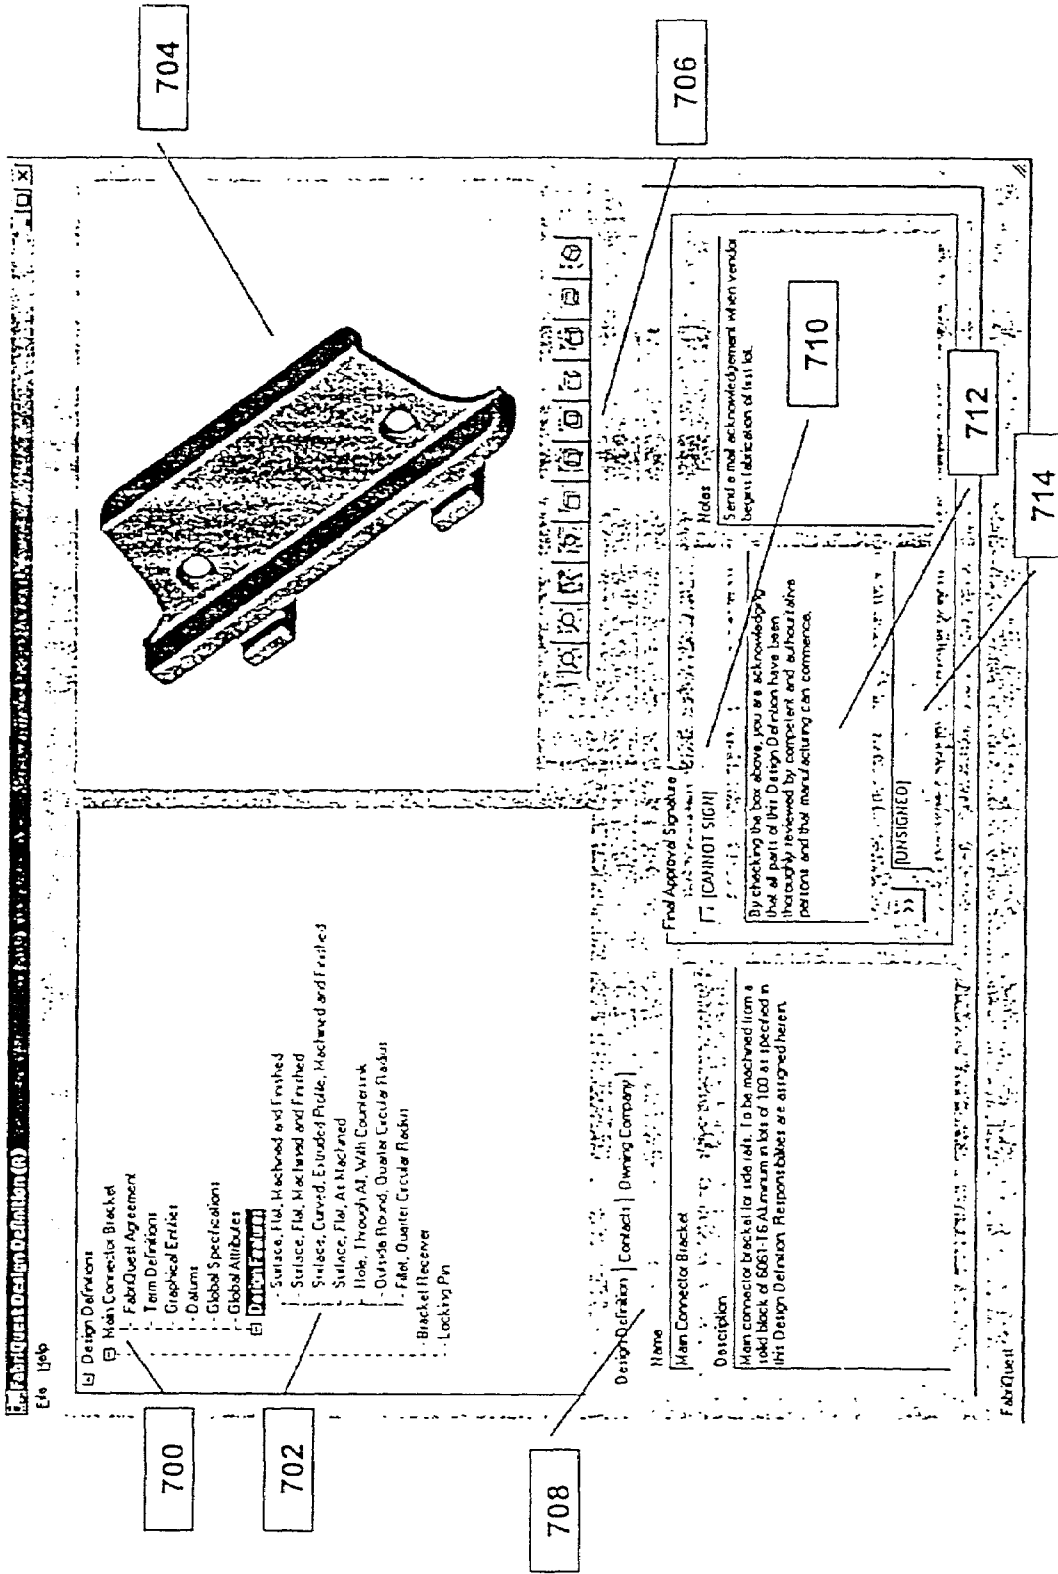 FabriQuest Design Definition (R)
File Help
Design Definitions
Main Connector Bracket
FabriQuest Agreement
Term Definitions
Graphical Entities
Datums
Global Specifications
Global Attributes
Design Features
Surface, Flat, Machined and Finished
Surface, Flat, Machined and Finished
Surface, Curved, Extruded Profile, Machined and Finished
Surface, Flat, As Machined
Hole, Through All, With Countersink
Outside Round, Quarter Circular Radius
Fillet, Quarter Circular Radius
Bracket Receiver
Locking Pin
Design Definition Contacts Owning Company
Name
Main Connector Bracket
Description
Main connector bracket for side rails. To be machined from a
solid block of 6061-T6 Aluminum in lots of 100 as specified in
this Design Definition. Responsibilities are assigned herein.
Final Approval Signature
[CANNOT SIGN]
By checking the box above, you are acknowledging
that all parts of this Design Definition have been
thoroughly reviewed by competent and authoritative
persons and that manufacturing can commence.
>> [UNSIGNED]
Notes
Send e-mail acknowledgement when vendor
begins fabrication of first lot.
FabriQuest
700
702
704
706
708
710
712
714